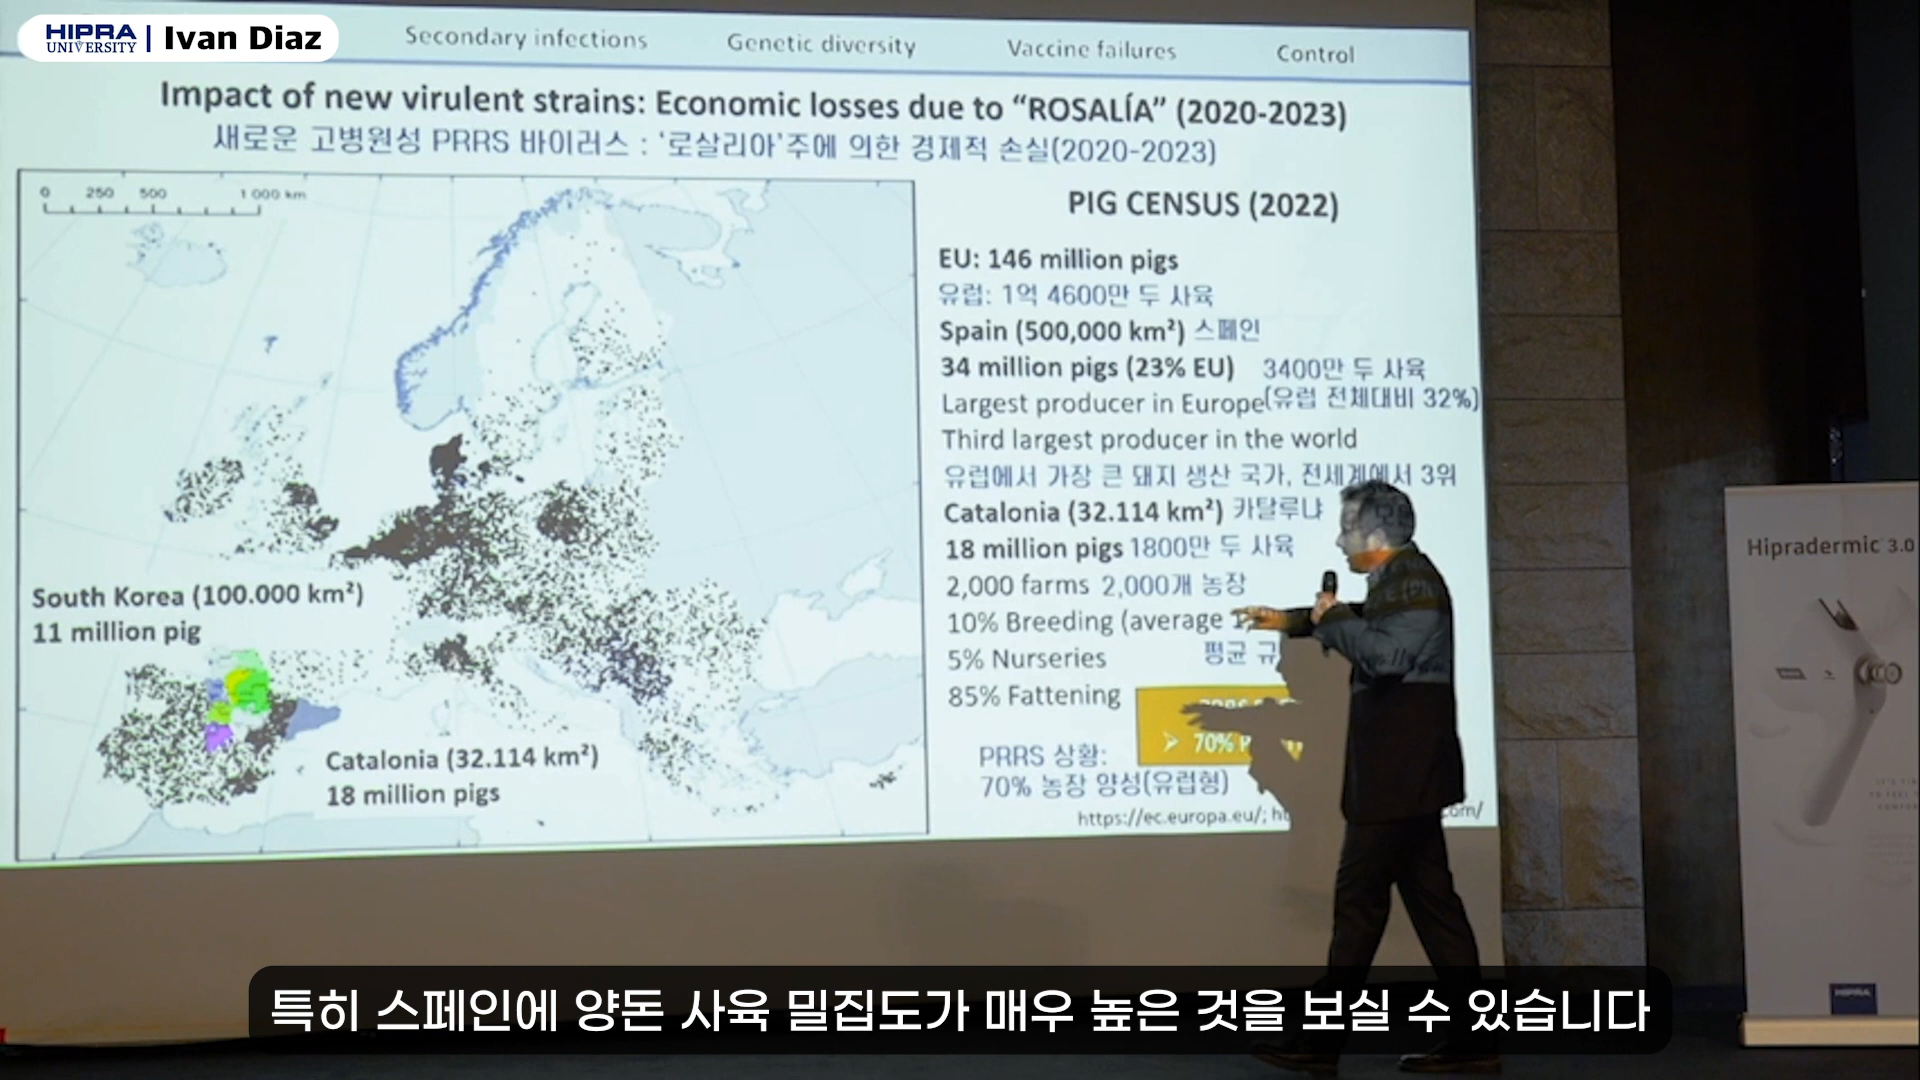 HIPRA
UNIVERSITY
Ivan Diaz
Secondary infections
Genetic diversity
Vaccine failures
Control
Impact of new virulent strains: Economic losses due to “ROSALÍA” (2020-2023)
새로운 고병원성 PRRS 바이러스 : ‘로살리아’주에 의한 경제적 손실(2020-2023)
0 250 500 1 000 km
PIG CENSUS (2022)
EU: 146 million pigs
유럽: 1억 4600만 두 사육
Spain (500,000 km²) 스페인
34 million pigs (23% EU) 3400만 두 사육
Largest producer in Europe (유럽 전체대비 32%)
Third largest producer in the world
유럽에서 가장 큰 돼지 생산 국가, 전세계에서 3위
Catalonia (32.114 km²) 카탈루냐
18 million pigs 1800만 두 사육
2,000 farms 2,000개 농장
10% Breeding (average
평균
5% Nurseries
85% Fattening
70%
PRRS 상황:
70% 농장 양성(유럽형)
https://ec.europa.eu/;
com/
South Korea (100.000 km²)
11 million pig
Catalonia (32.114 km²)
18 million pigs
Hipradermic 3.0
HIPRA
특히 스페인에 양돈 사육 밀집도가 매우 높은 것을 보실 수 있습니다